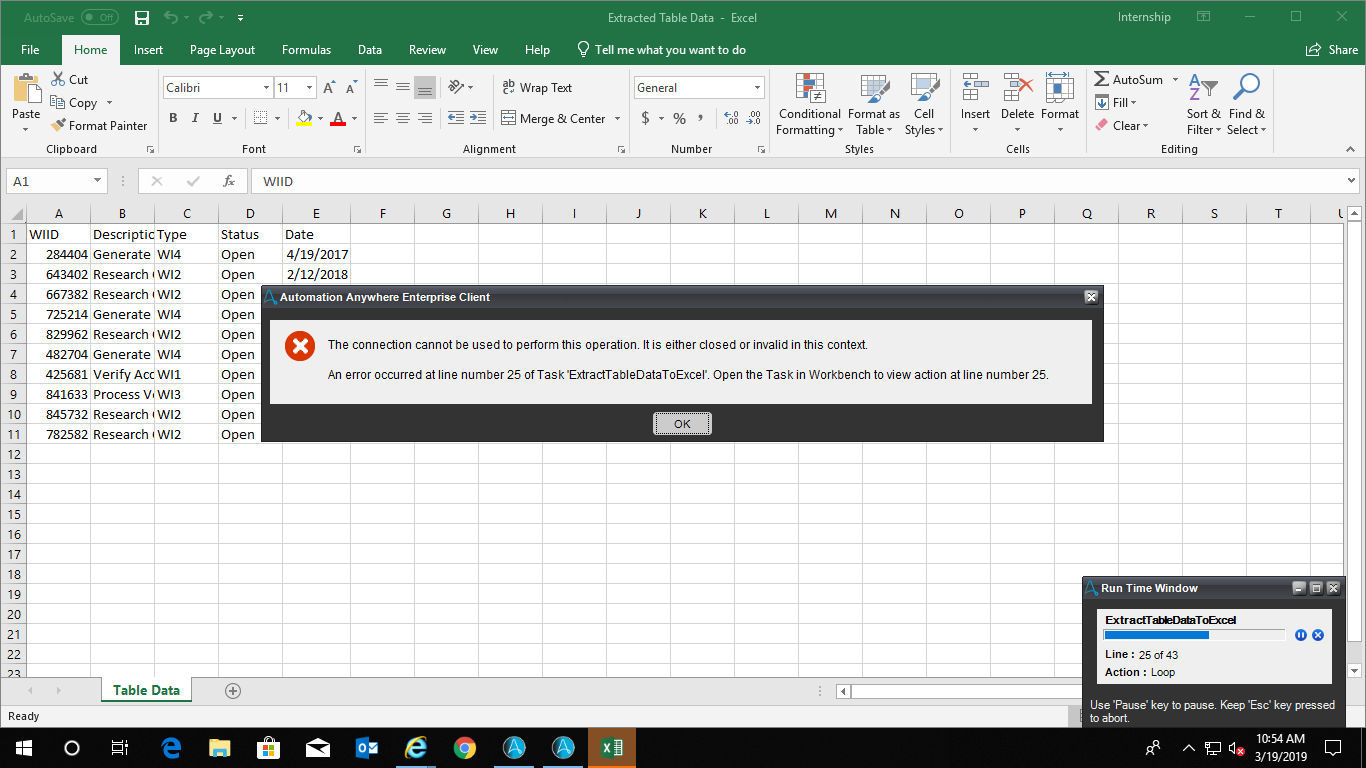 AutoSave Off Extracted Table Data - Excel Internship
File Home Insert Page Layout Formulas Data Review View Help Tell me what you want to do Share
Cut Calibri 11 A A ab Wrap Text General AutoSum
Paste Copy Conditional Formatting Format as Table Cell Styles Insert Delete Format Fill Sort & Filter Find & Select
Format Painter B I U A Merge & Center $ % , .00 .0 Clear
Clipboard Font Alignment Number Styles Cells Editing
A1 fx WIID
A B C D E F G H I J K L M N O P Q R S T U
1 WIID Descriptio Type Status Date
2 284404 Generate WI4 Open 4/19/2017
3 643402 Research WI2 Open 2/12/2018
4 667382 Research WI2 Open
5 725214 Generate WI4 Open
6 829962 Research WI2 Open
7 482704 Generate WI4 Open
8 425681 Verify Acc WI1 Open
9 841633 Process Ve WI3 Open
10 845732 Research WI2 Open
11 782582 Research WI2 Open
12
13
14
15
16
17
18
19
20
21
22
23
Automation Anywhere Enterprise Client
The connection cannot be used to perform this operation. It is either closed or invalid in this context.
An error occurred at line number 25 of Task 'ExtractTableDataToExcel'. Open the Task in Workbench to view action at line number 25.
OK
Run Time Window
ExtractTableDataToExcel
Line : 25 of 43
Action : Loop
Use 'Pause' key to pause. Keep 'Esc' key pressed
to abort.
Table Data
Ready
10:54 AM
3/19/2019